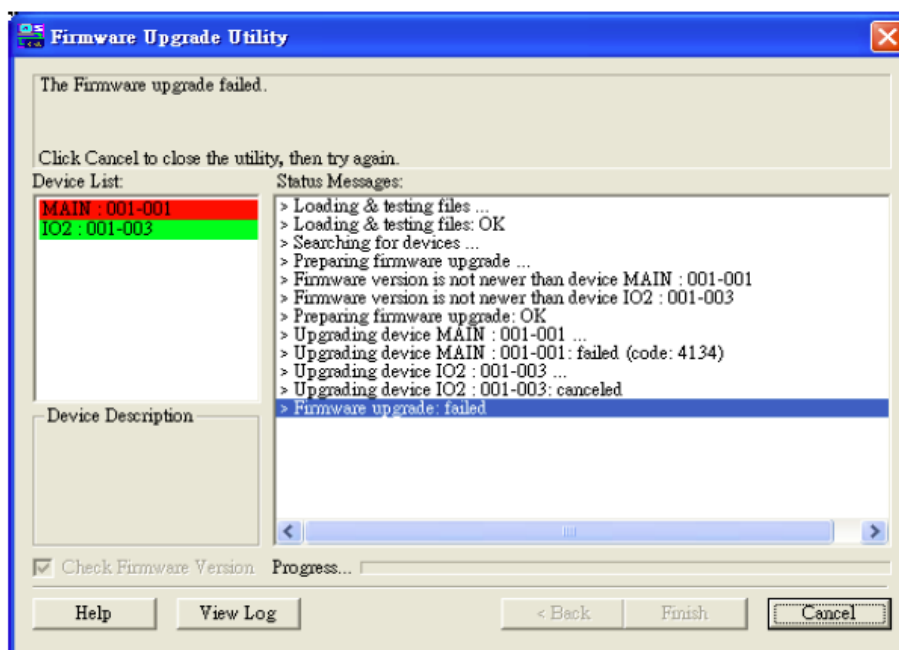 Firmware Upgrade Utility
The Firmware upgrade failed.
Click Cancel to close the utility, then try again.
Device List:
MAIN : 001-001
IO2 : 001-003
Status Messages:
> Loading & testing files ...
> Loading & testing files: OK
> Searching for devices ...
> Preparing firmware upgrade ...
> Firmware version is not newer than device MAIN : 001-001
> Firmware version is not newer than device IO2 : 001-003
> Preparing firmware upgrade: OK
> Upgrading device MAIN : 001-001 ...
> Upgrading device MAIN : 001-001: failed (code: 4134)
> Upgrading device IO2 : 001-003 ...
> Upgrading device IO2 : 001-003: canceled
> Firmware upgrade: failed
Device Description
Check Firmware Version
Progress...
Help
View Log
< Back
Finish
Cancel